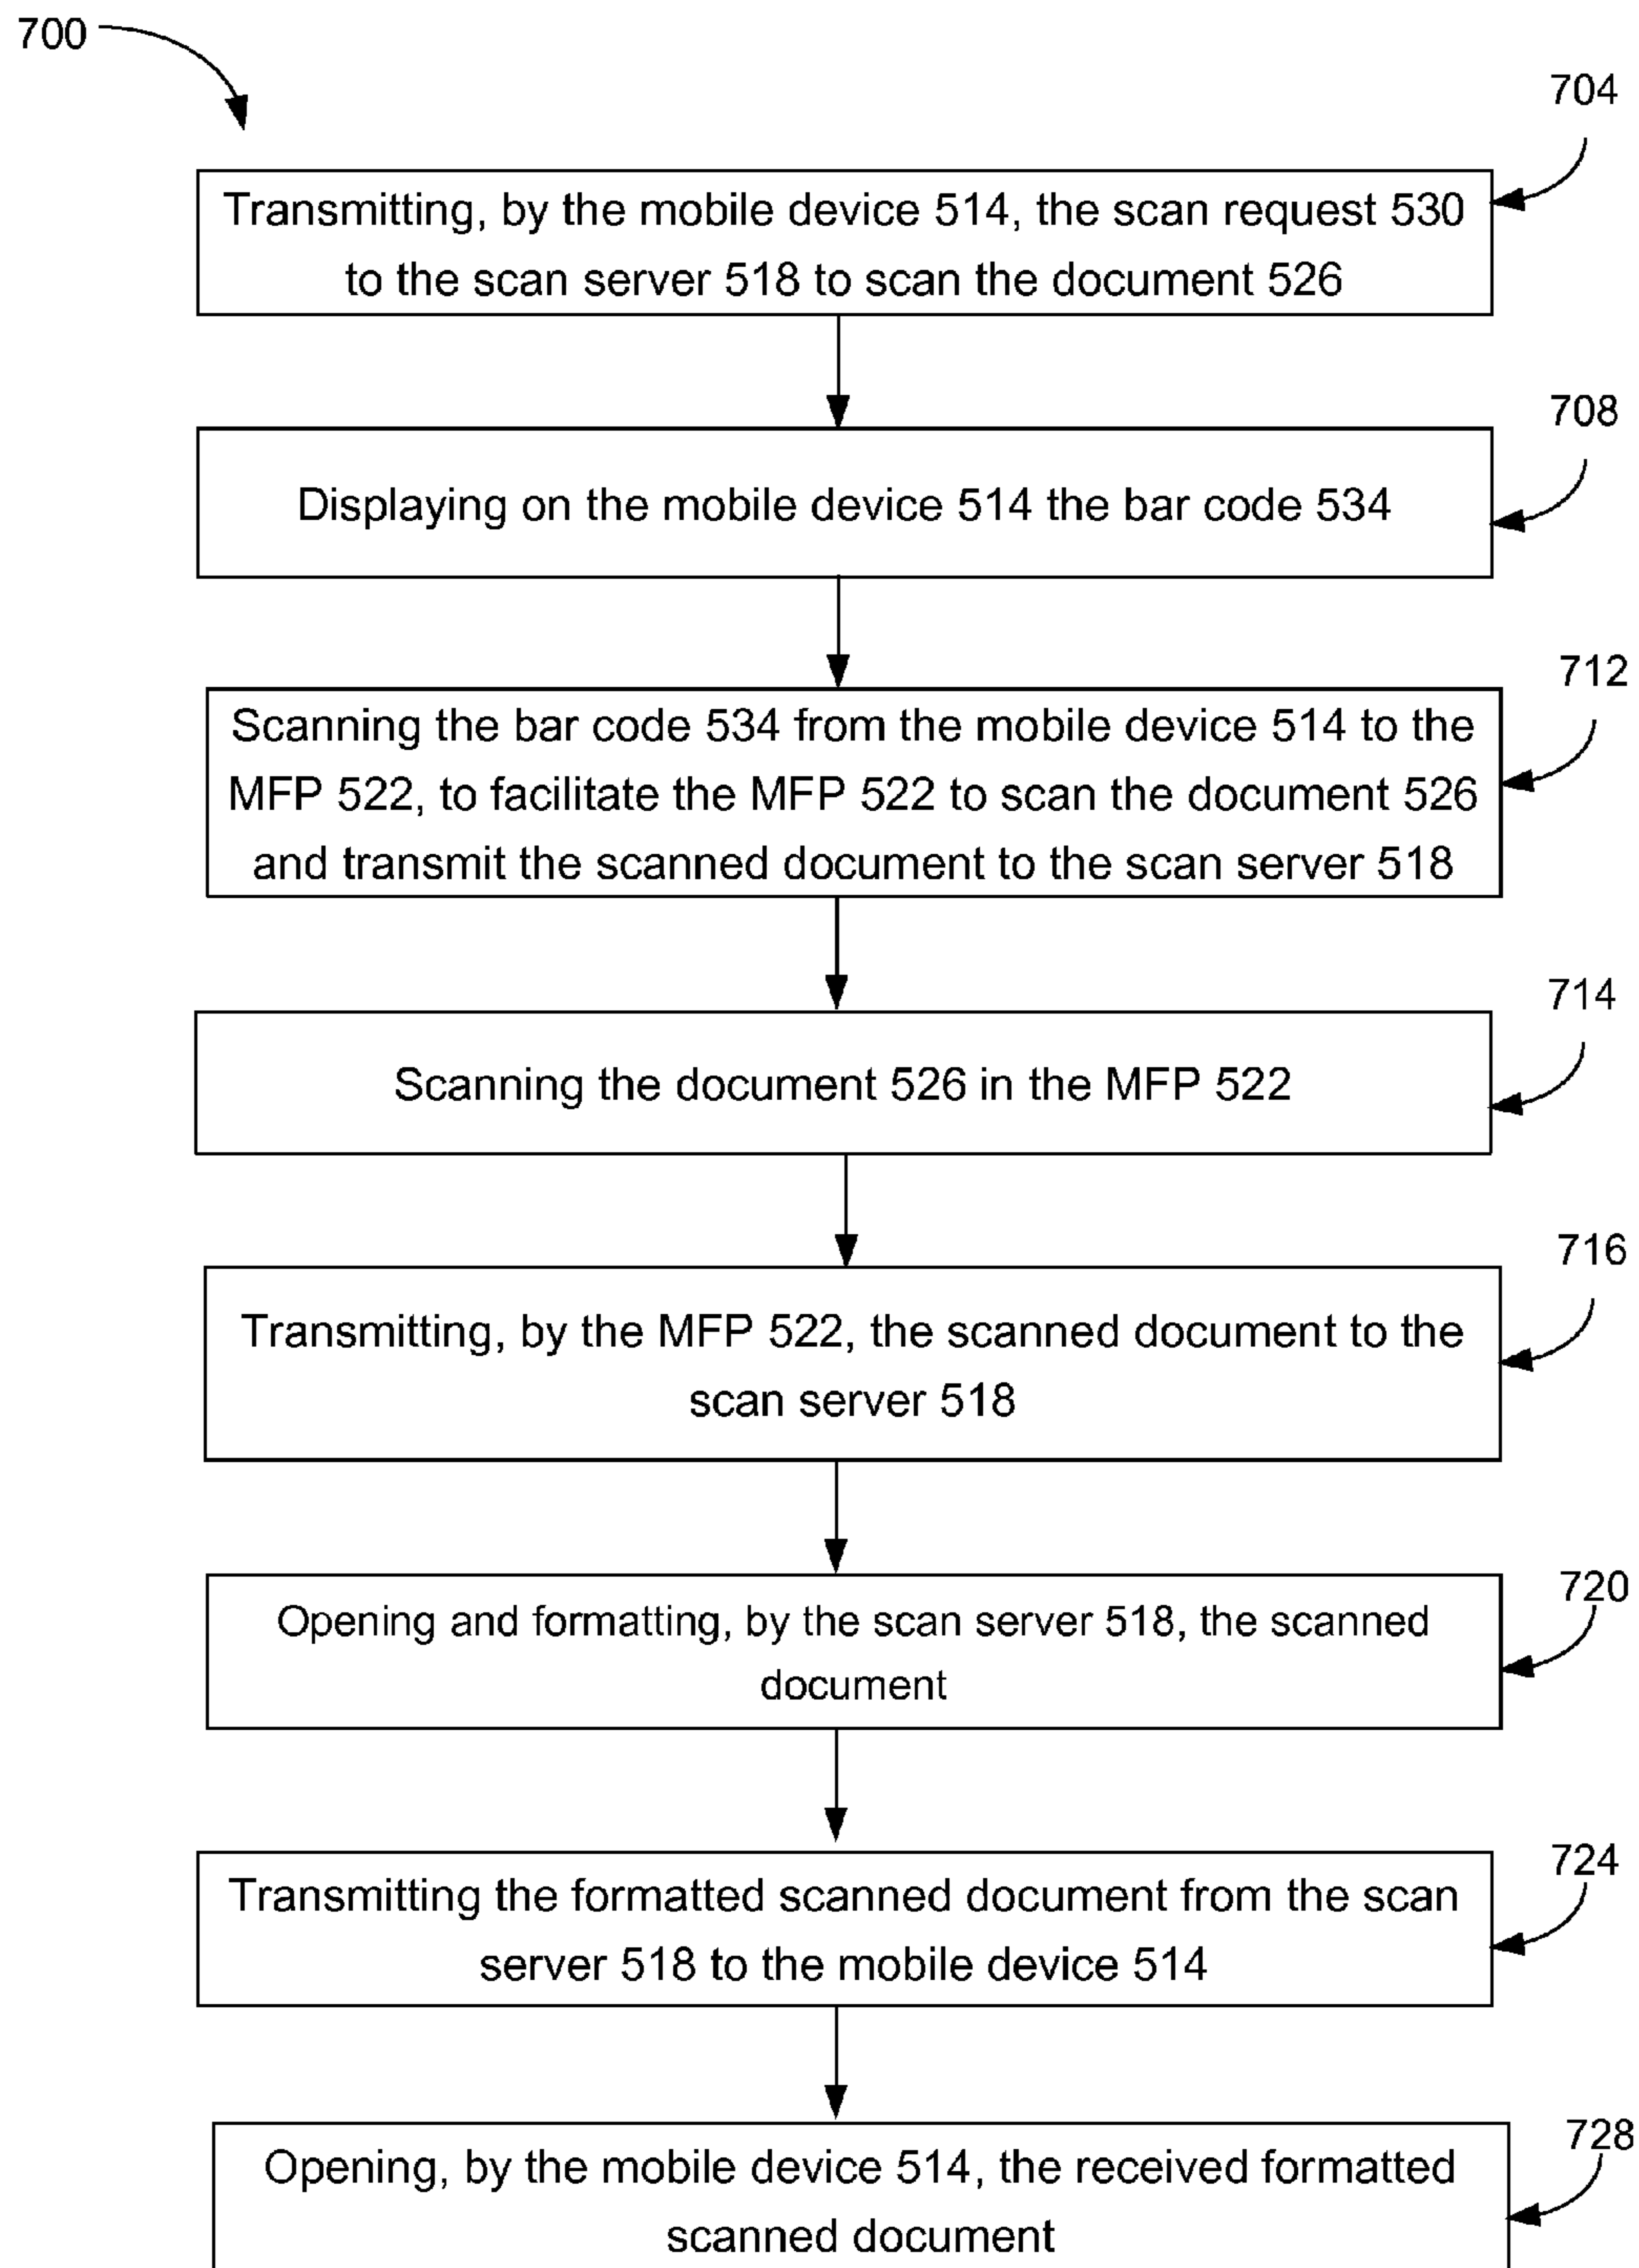 700
704
Transmitting, by the mobile device 514, the scan request 530
to the scan server 518 to scan the document 526
708
Displaying on the mobile device 514 the bar code 534
712
Scanning the bar code 534 from the mobile device 514 to the
MFP 522, to facilitate the MFP 522 to scan the document 526
and transmit the scanned document to the scan server 518
714
Scanning the document 526 in the MFP 522
716
Transmitting, by the MFP 522, the scanned document to the
scan server 518
720
Opening and formatting, by the scan server 518, the scanned
document
724
Transmitting the formatted scanned document from the scan
server 518 to the mobile device 514
728
Opening, by the mobile device 514, the received formatted
scanned document